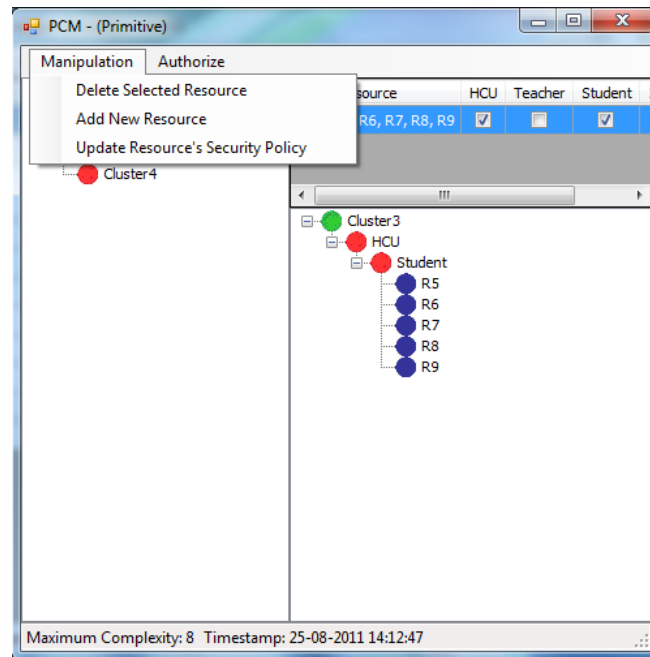 PCM - (Primitive)
Manipulation Authorize
Delete Selected Resource
Add New Resource
Update Resource's Security Policy
source HCU Teacher Student
R6, R7, R8, R9
Cluster4
Cluster3
HCU
Student
R5
R6
R7
R8
R9
Maximum Complexity: 8 Timestamp: 25-08-2011 14:12:47